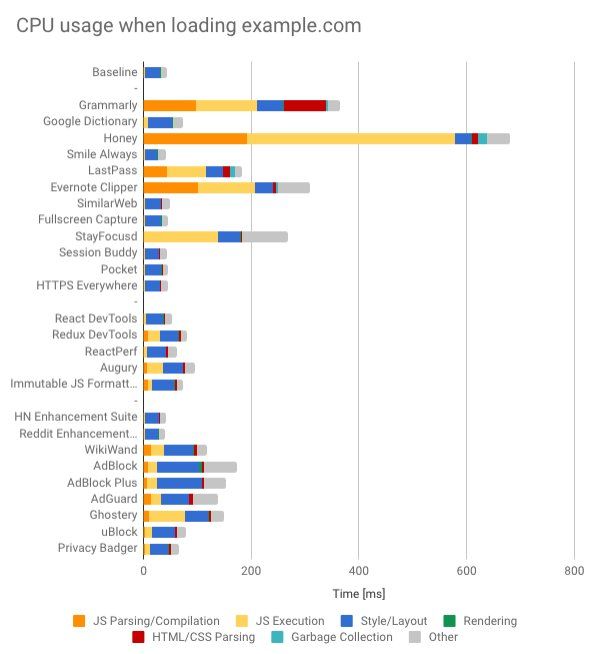 CPU usage when loading example.com
Baseline
-
Grammarly
Google Dictionary
Honey
Smile Always
LastPass
Evernote Clipper
SimilarWeb
Fullscreen Capture
StayFocusd
Session Buddy
Pocket
HTTPS Everywhere
-
React DevTools
Redux DevTools
ReactPerf
Augury
Immutable JS Formatt...
-
HN Enhancement Suite
Reddit Enhancement...
WikiWand
AdBlock
AdBlock Plus
AdGuard
Ghostery
uBlock
Privacy Badger
0 200 400 600 800
Time [ms]
JS Parsing/Compilation JS Execution Style/Layout Rendering
HTML/CSS Parsing Garbage Collection Other